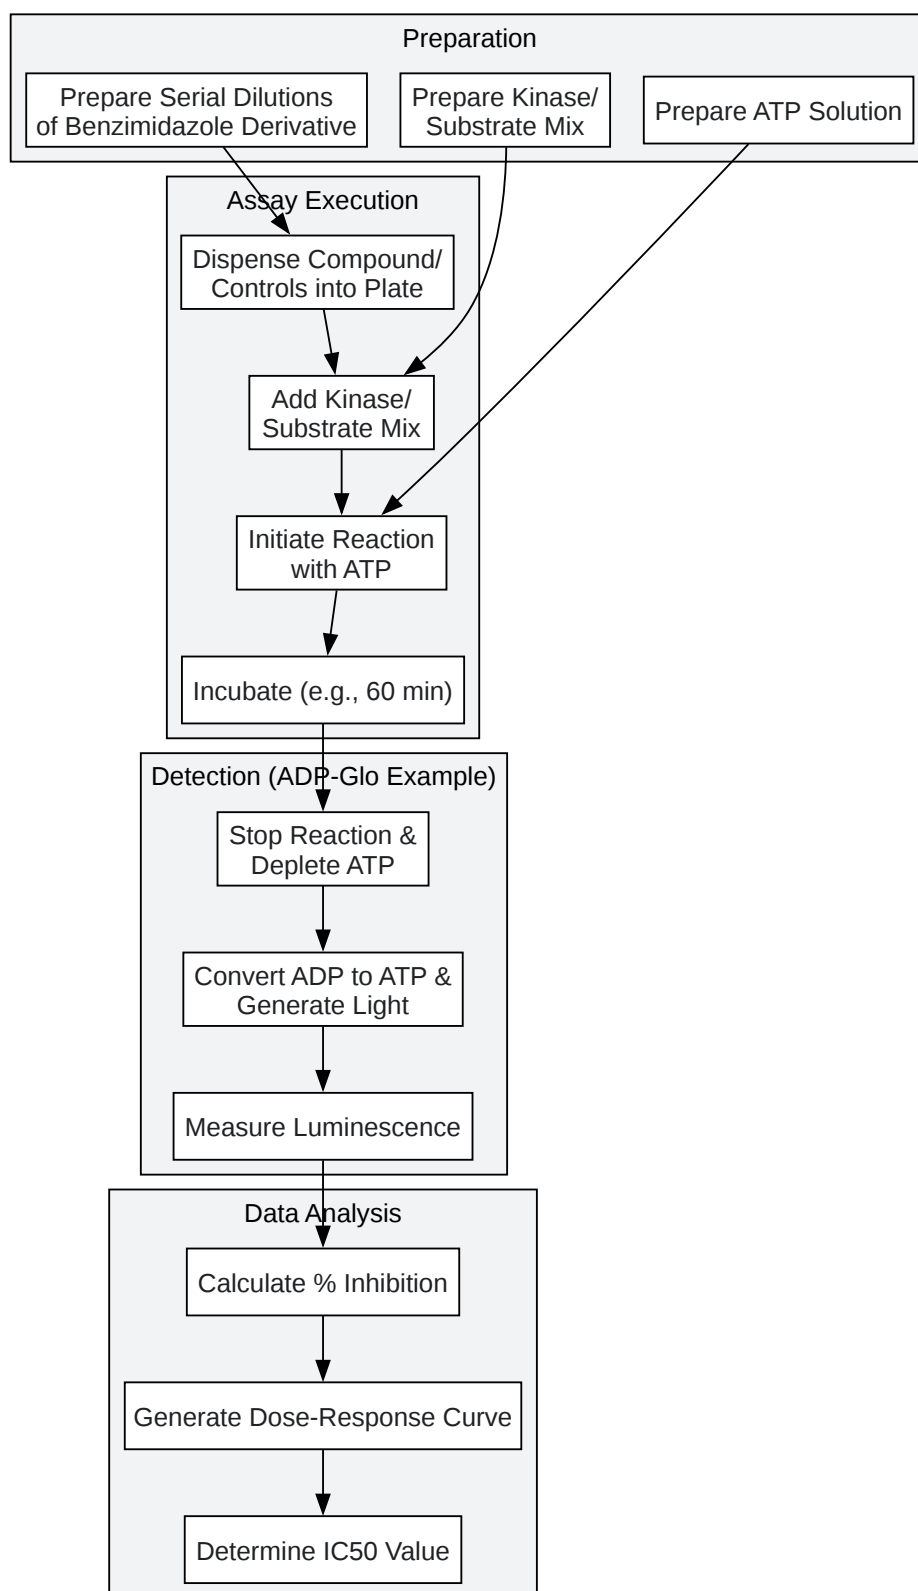 Preparation
Prepare Serial Dilutions
of Benzimidazole Derivative
Prepare Kinase/
Substrate Mix
Prepare ATP Solution
Assay Execution
Dispense Compound/
Controls into Plate
Add Kinase/
Substrate Mix
Initiate Reaction
with ATP
Incubate (e.g., 60 min)
Detection (ADP-Glo Example)
Stop Reaction &
Deplete ATP
Convert ADP to ATP &
Generate Light
Measure Luminescence
Data Analysis
Calculate % Inhibition
Generate Dose-Response Curve
Determine IC50 Value